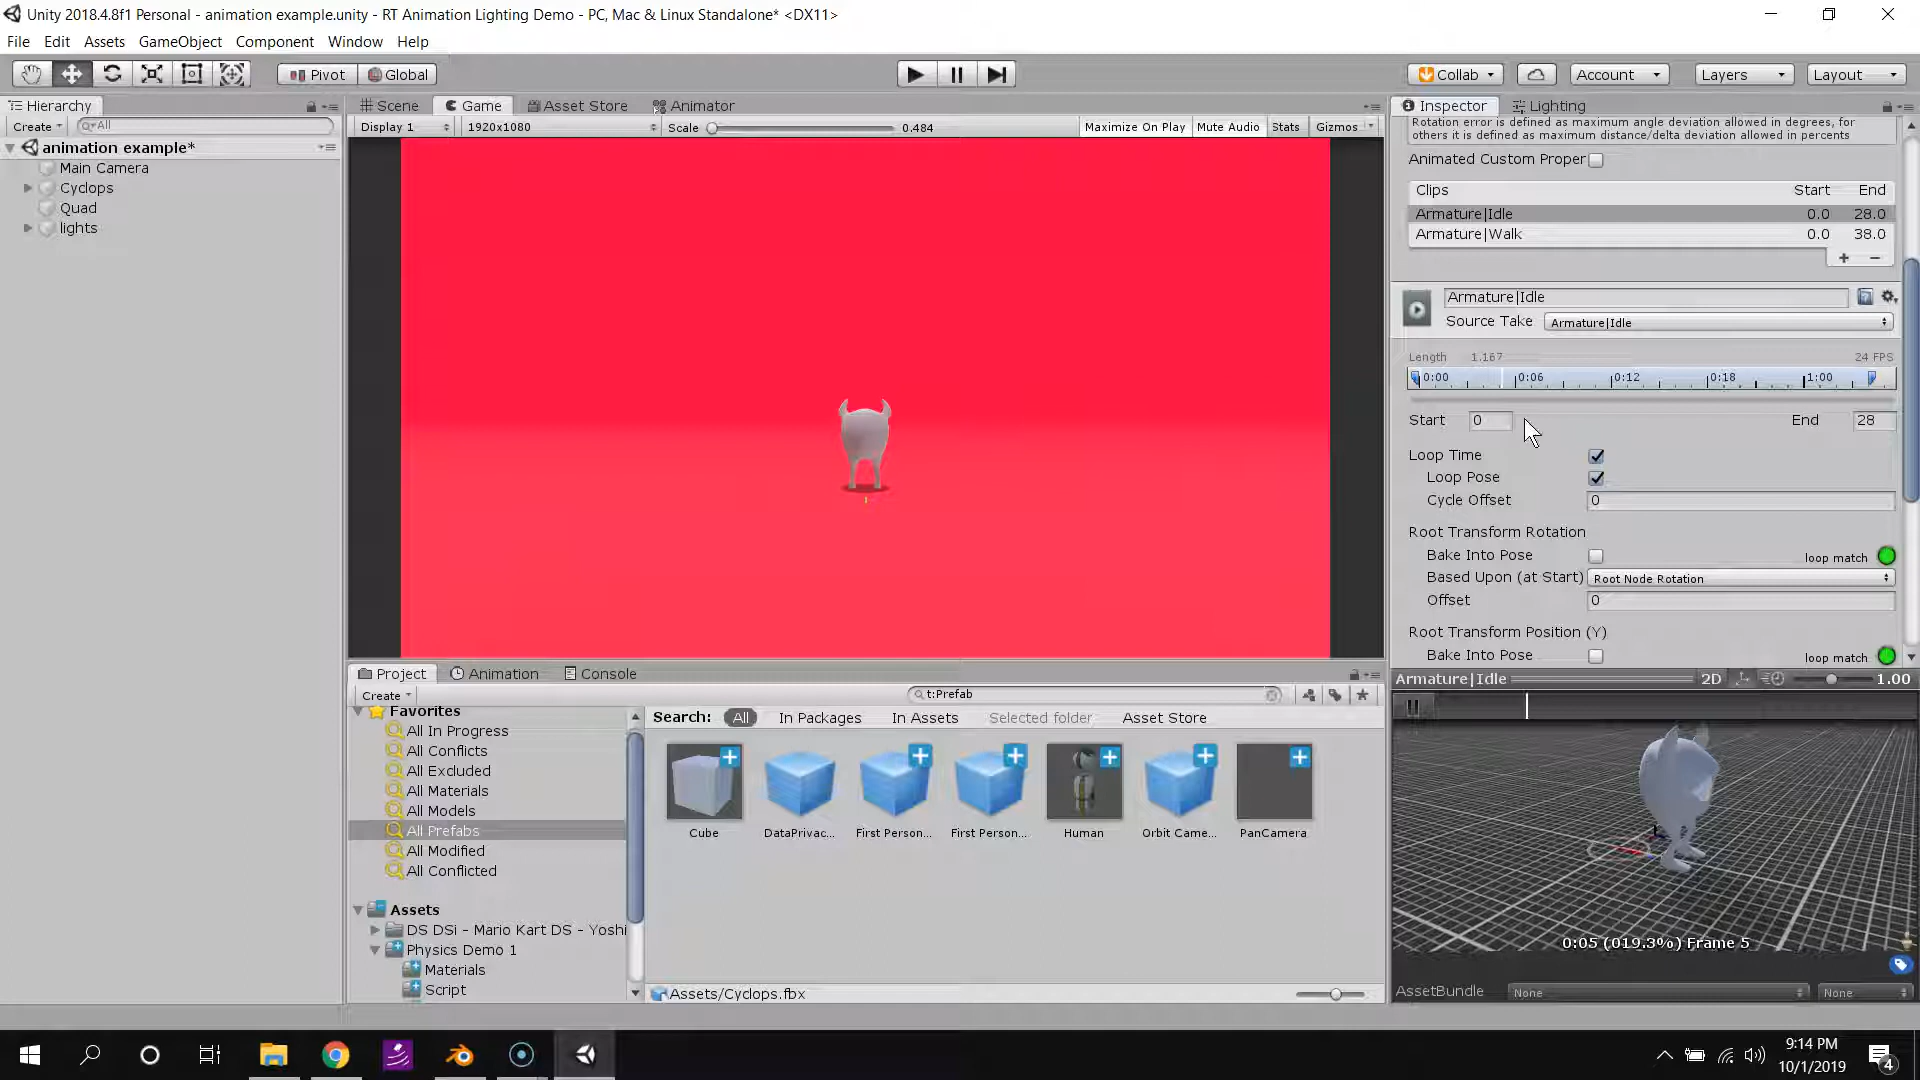 Unity 2018.4.8f1 Personal - animation example.unity - RT Animation Lighting Demo - PC, Mac & Linux Standalone* <DX11>
File Edit Assets GameObject Component Window Help
Pivot Global Collab Account Layers Layout
Hierarchy
Create All
animation example*
Main Camera
Cyclops
Quad
lights
Scene Game Asset Store Animator
Display 1 1920x1080 Scale 0.484 Maximize On Play Mute Audio Stats Gizmos
Inspector Lighting
Rotation error is defined as maximum angle deviation allowed in degrees, for
others it is defined as maximum distance/delta deviation allowed in percents
Animated Custom Proper
Clips Start End
Armature|Idle 0.0 28.0
Armature|Walk 0.0 38.0
Armature|Idle
Source Take Armature|Idle
Length 1.167 24 FPS
0:00 0:06 0:12 0:18 1:00
Start 0 End 28
Loop Time
Loop Pose
Cycle Offset 0
Root Transform Rotation
Bake Into Pose loop match
Based Upon (at Start) Root Node Rotation
Offset 0
Root Transform Position (Y)
Bake Into Pose loop match
Armature|Idle 2D 1.00
0:05 (019.3%) Frame 5
AssetBundle None None
Project Animation Console
Create t:Prefab
Favorites
All In Progress
All Conflicts
All Excluded
All Materials
All Models
All Prefabs
All Modified
All Conflicted
Assets
DS DSi - Mario Kart DS - Yoshi
Physics Demo 1
Materials
Script
Search: All In Packages In Assets Selected folder Asset Store
Cube DataPrivac... First Person... First Person... Human Orbit Came... PanCamera
Assets/Cyclops.fbx
9:14 PM
10/1/2019
4